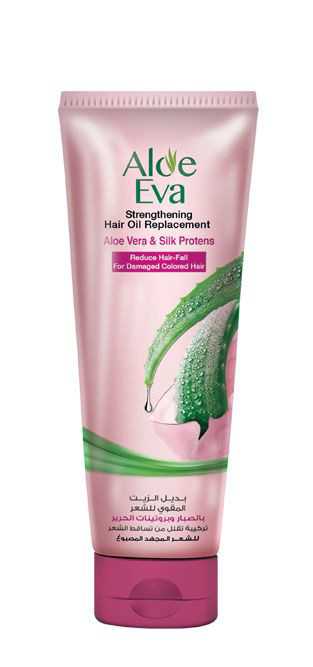 Aloe
Eva
Strengthening
Hair Oil Replacement
Aloe Vera & Silk Protens
Reduce Hair-Fall
For Damaged Colored Hair
بديل الزيت
المقوي للشعر
بالصبار وبروتينات الحرير
تركيبة تقلل من تساقط الشعر
للشعر المجهد المصبوغ